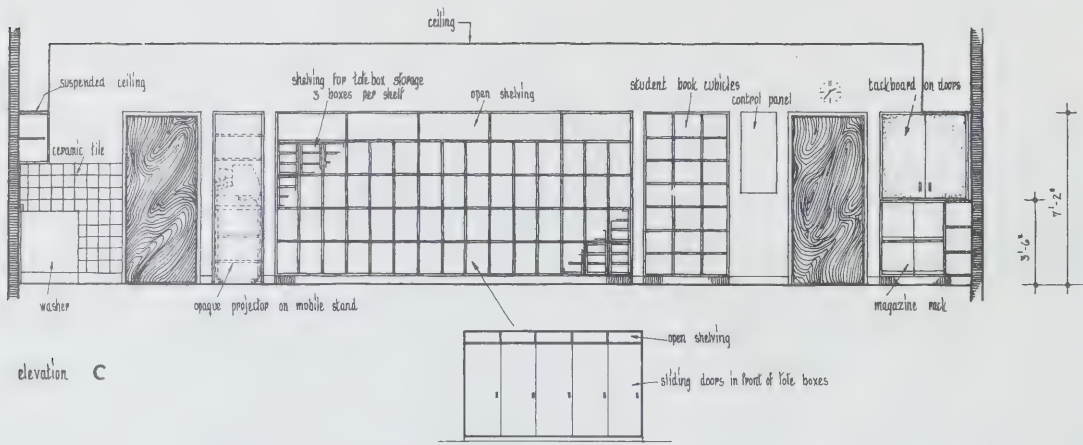 ceiling
suspended ceiling
shelving for tote box storage
3 boxes per shelf
open shelving
student book cubicles
control panel
tackboard on doors
ceramic tile
7'-2"
3'-6"
washer
opaque projector on mobile stand
magazine rack
open shelving
elevation C
sliding doors in front of tote boxes